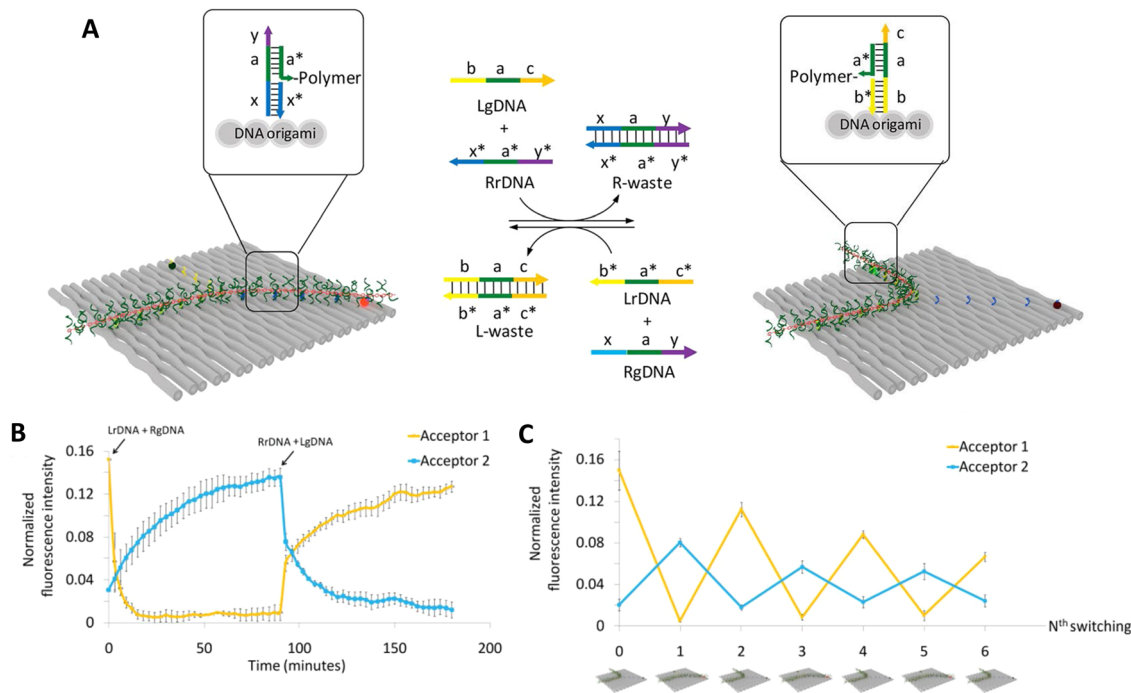 A
y
a
a*
-Polymer
x
x*
DNA origami
b a c
LgDNA
+
x* a* y*
RrDNA
x a y
x* a* y*
R-waste
b a c
b* a* c*
L-waste
b* a* c*
LrDNA
+
x a y
RgDNA
c
a*
a
Polymer-
b*
b
DNA origami
B
LrDNA + RgDNA
RrDNA +LgDNA
Acceptor 1
Acceptor 2
Normalized
fluorescence intensity
0.16
0.12
0.08
0.04
0
0 50 100 150 200
Time (minutes)
C
Acceptor 1
Acceptor 2
Normalized
fluorescence intensity
0.16
0.12
0.08
0.04
0
0 1 2 3 4 5 6
Nth switching